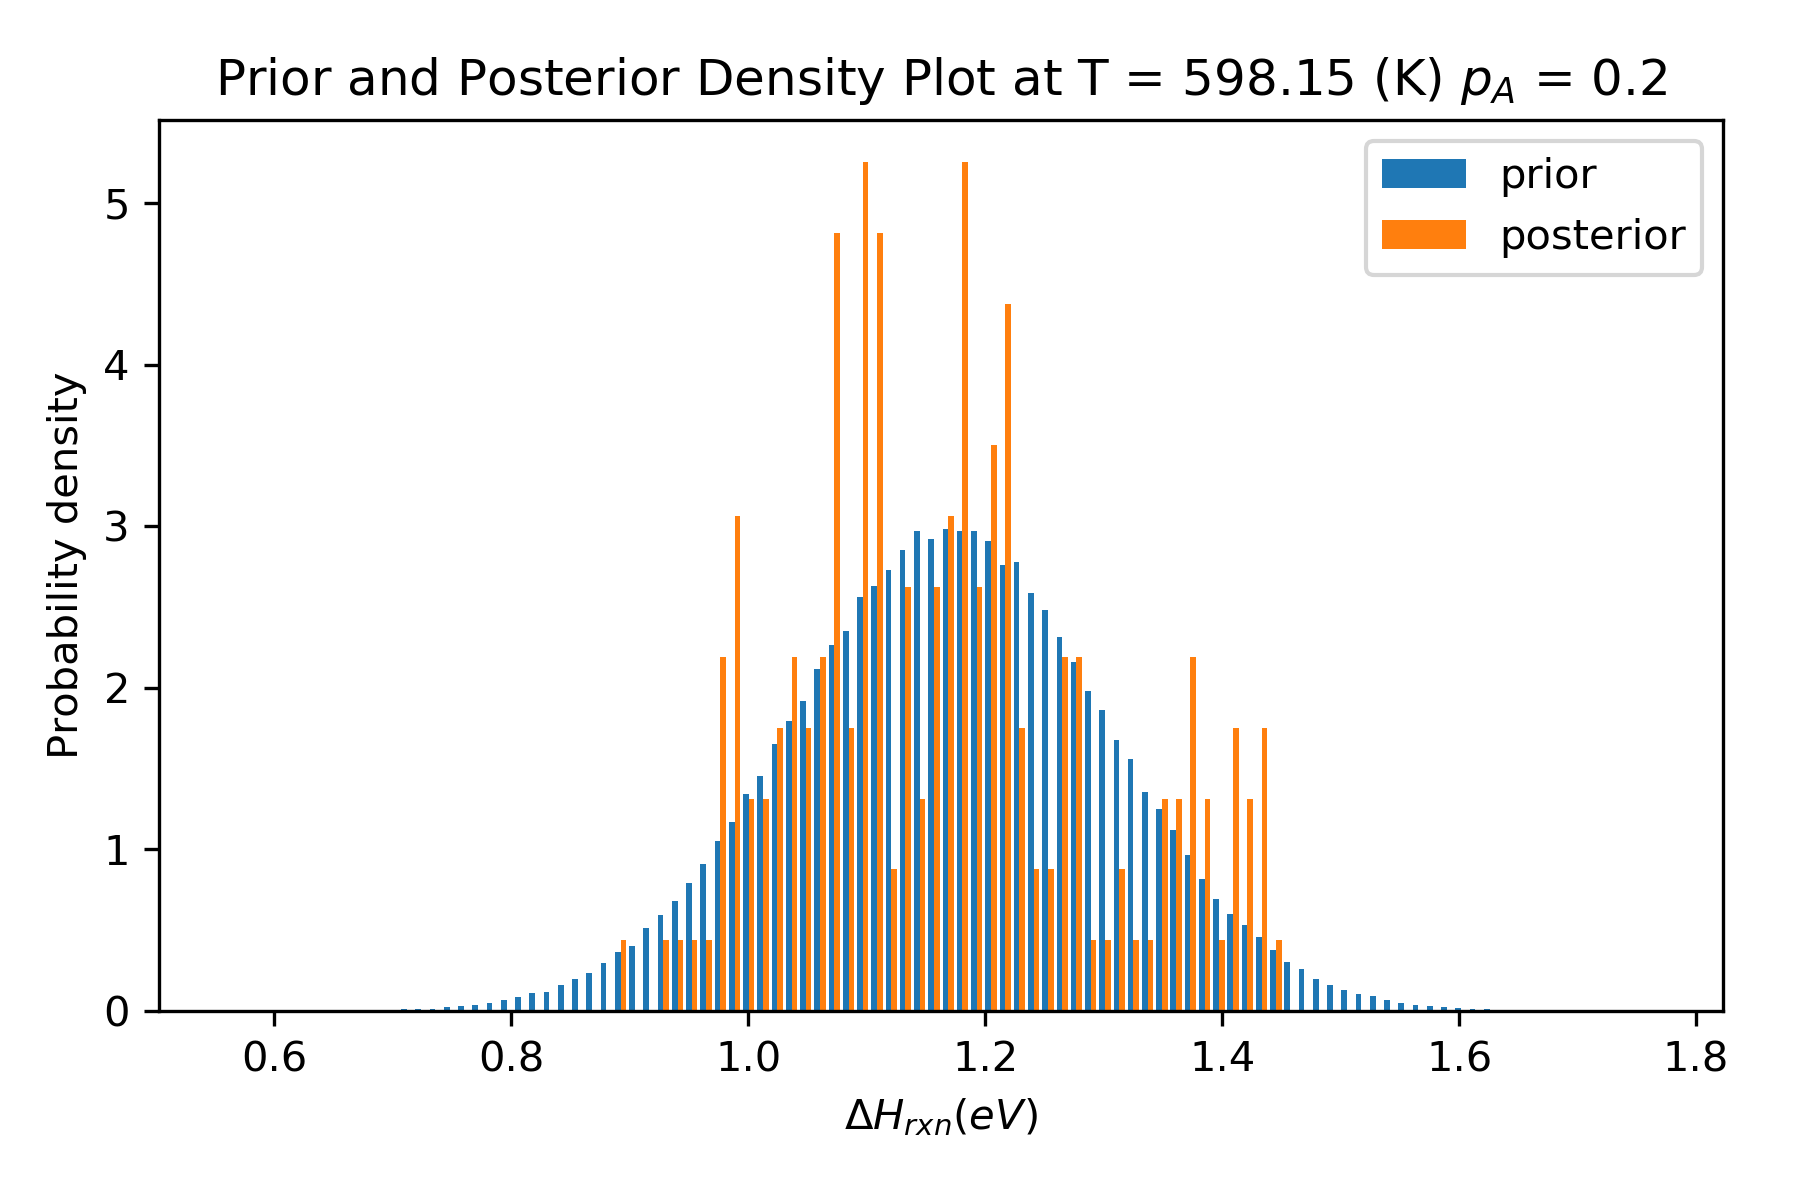 Prior and Posterior Density Plot at T = 598.15 (K) p_A = 0.2
prior
posterior
Probability density
5
4
3
2
1
0
0.6 0.8 1.0 1.2 1.4 1.6 1.8
ΔH_rxn(eV)